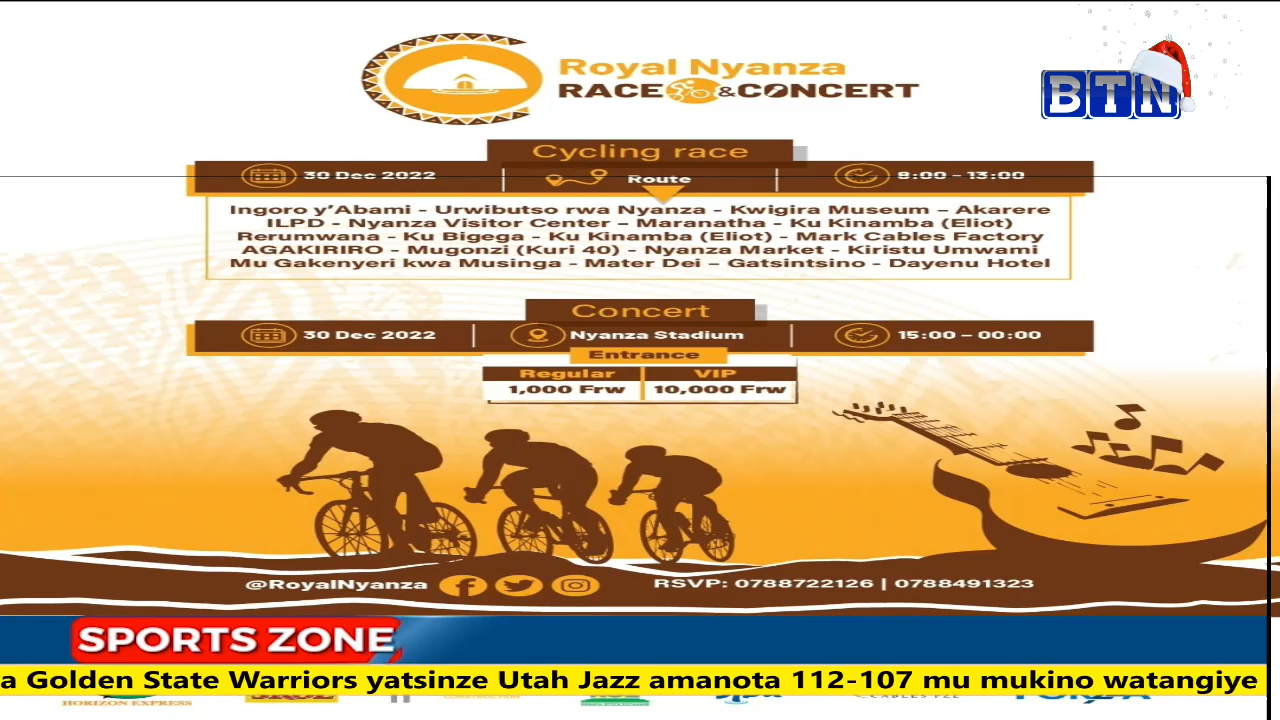 Royal Nyanza
RACE &CONCERT
BTN
Cycling race
30 Dec 2022
Route
8:00 - 13:00
Ingoro y'Abami - Urwibutso rwa Nyanza - Kwigira Museum – Akarere
ILPD - Nyanza Visitor Center – Maranatha - Ku Kinamba (Eliot)
Rerumwana - Ku Bigega - Ku Kinamba (Eliot) - Mark Cables Factory
AGAKIRIRO - Mugonzi (Kuri 40) - Nyanza Market - Kiristu Umwami
Mu Gakenyeri kwa Musinga - Mater Dei – Gatsintsino - Dayenu Hotel
Concert
30 Dec 2022
Nyanza Stadium
15:00 – 00:00
Entrance
Regular
VIP
1,000 Frw
10,000 Frw
@RoyalNyanza
RSVP: 0788722126 | 0788491323
SPORTS ZONE
a Golden State Warriors yatsinze Utah Jazz amanota 112-107 mu mukino watangiye
HORIZON EXPRESS